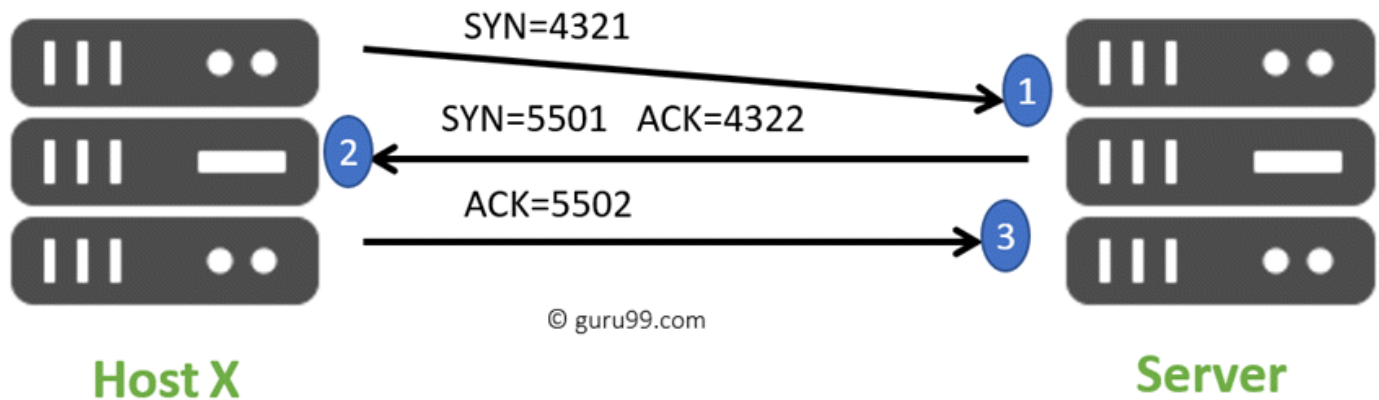 SYN=4321
1
SYN=5501 ACK=4322
2
ACK=5502
3
© guru99.com
Host X
Server